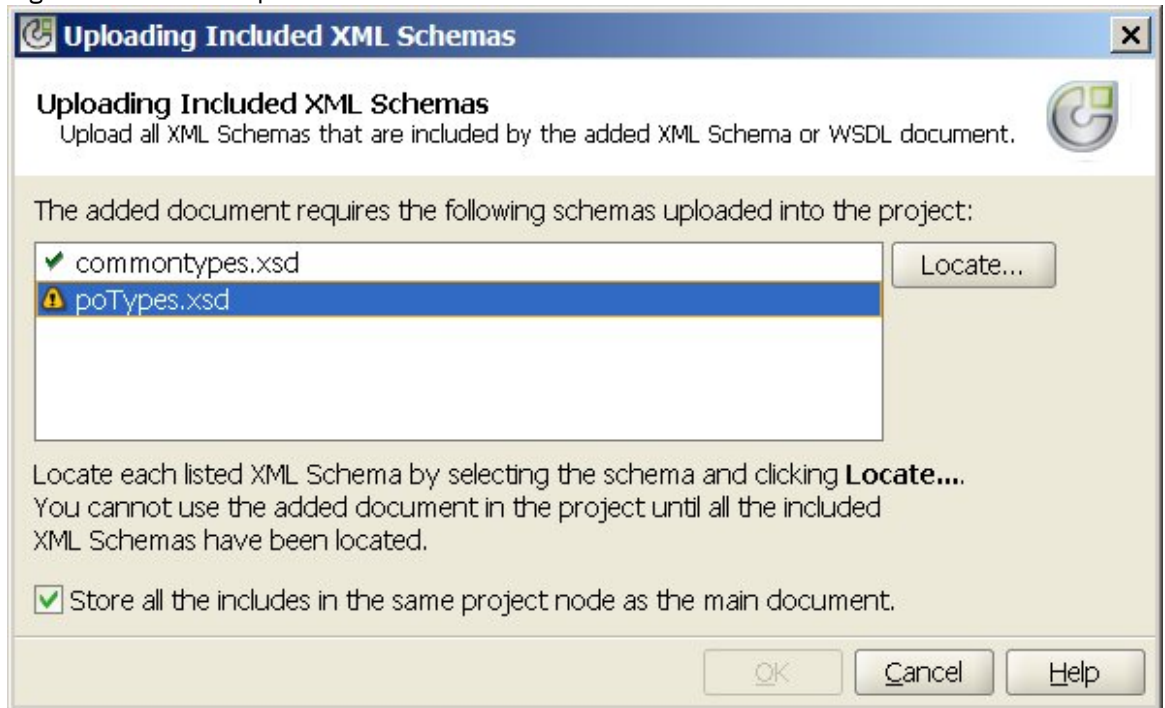 Uploading Included XML Schemas
Uploading Included XML Schemas
Upload all XML Schemas that are included by the added XML Schema or WSDL document.
The added document requires the following schemas uploaded into the project:
commontypes.xsd
Locate...
poTypes.xsd
Locate each listed XML Schema by selecting the schema and clicking Locate....
You cannot use the added document in the project until all the included
XML Schemas have been located.
Store all the includes in the same project node as the main document.
OK Cancel Help